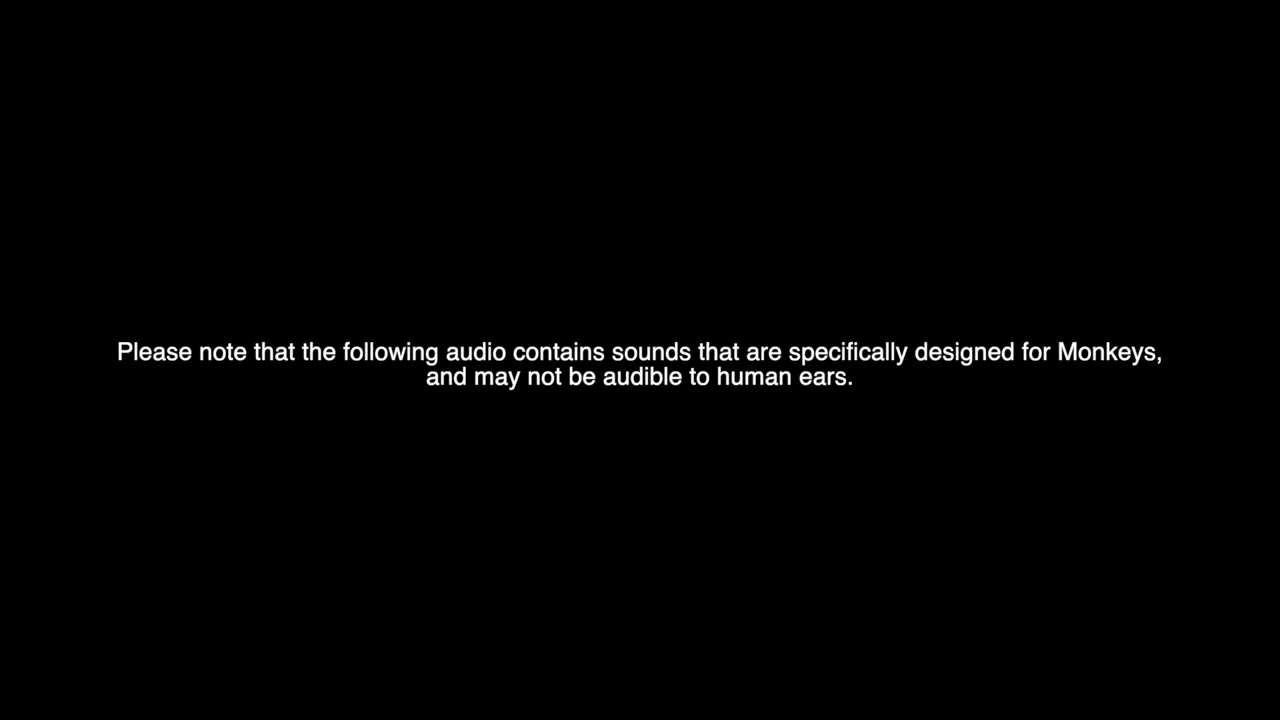 Please note that the following audio contains sounds that are specifically designed for Monkeys,
and may not be audible to human ears.